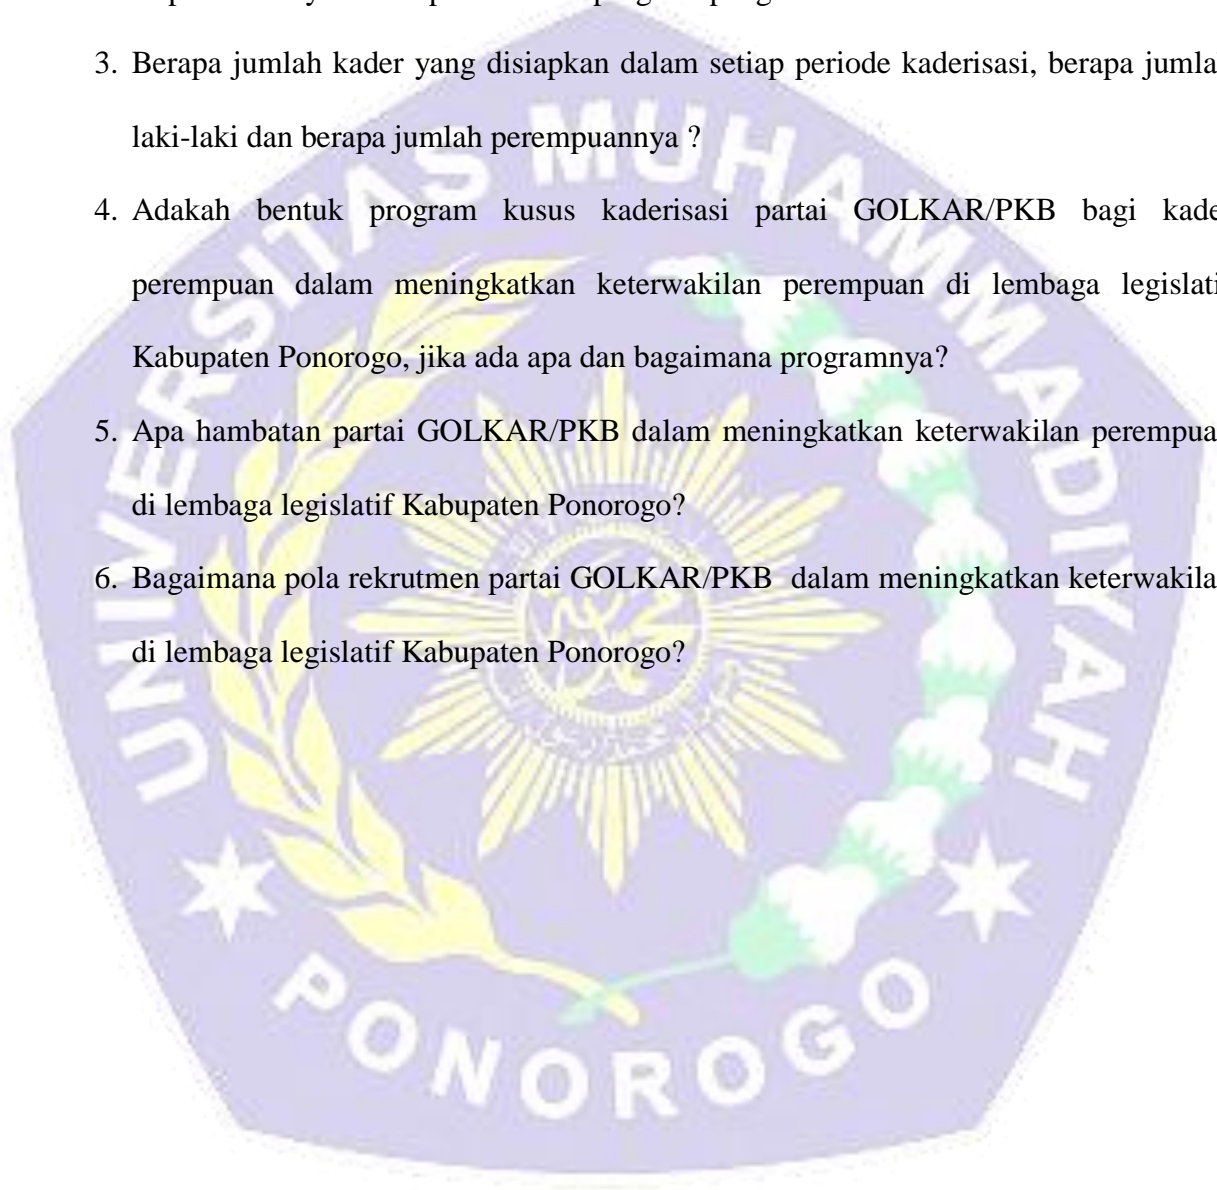 3. Berapa jumlah kader yang disiapkan dalam setiap periode kaderisasi, berapa jumla
laki-laki dan berapa jumlah perempuannya ?
4. Adakah bentuk program kusus kaderisasi partai GOLKAR/PKB bagi kade
perempuan dalam meningkatkan keterwakilan perempuan di lembaga legislati
Kabupaten Ponorogo, jika ada apa dan bagaimana programnya?
5. Apa hambatan partai GOLKAR/PKB dalam meningkatkan keterwakilan perempua
di lembaga legislatif Kabupaten Ponorogo?
6. Bagaimana pola rekrutmen partai GOLKAR/PKB dalam meningkatkan keterwakila
di lembaga legislatif Kabupaten Ponorogo?
UNIVERSITAS MUHAMMADIYAH
PONOROGO